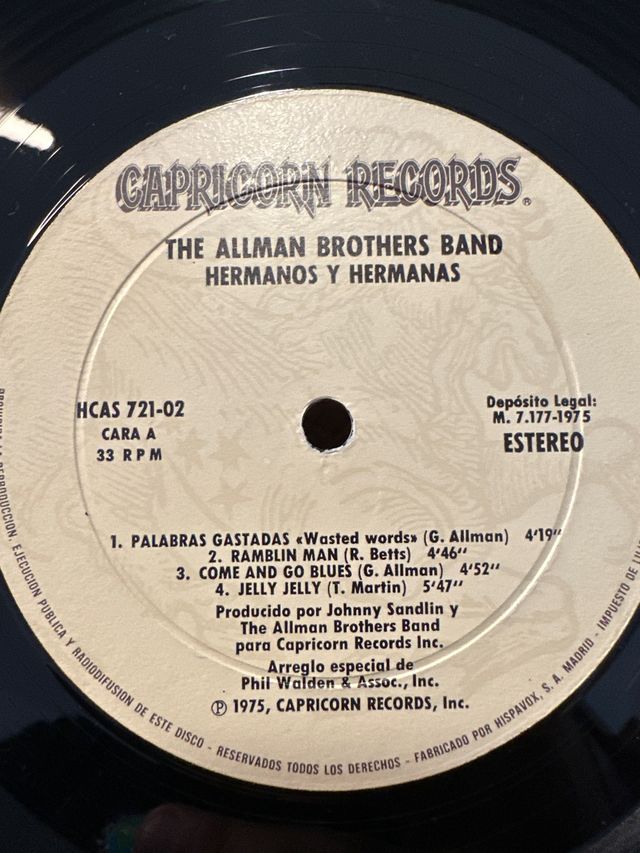 CAPRICORN RECORDS®
THE ALLMAN BROTHERS BAND
HERMANOS Y HERMANAS
HCAS 721-02
CARA A
33 RPM
Depósito Legal:
M. 7.177-1975
ESTEREO
1. PALABRAS GASTADAS «Wasted words» (G. Allman) 4'19''
2. RAMBLIN MAN (R. Betts) 4'46''
3. COME AND GO BLUES (G. Allman) 4'52''
4. JELLY JELLY (T. Martin) 5'47''
Producido por Johnny Sandlin y
The Allman Brothers Band
para Capricorn Records Inc.
Arreglo especial de
Phil Walden & Assoc., Inc.
℗ 1975, CAPRICORN RECORDS, Inc.
REPRODUCCION, EJECUCION PUBLICA Y RADIODIFUSION DE ESTE DISCO - RESERVADOS TODOS LOS DERECHOS - FABRICADO POR HISPAVOX, S. A. MADRID - IMPUESTO DE